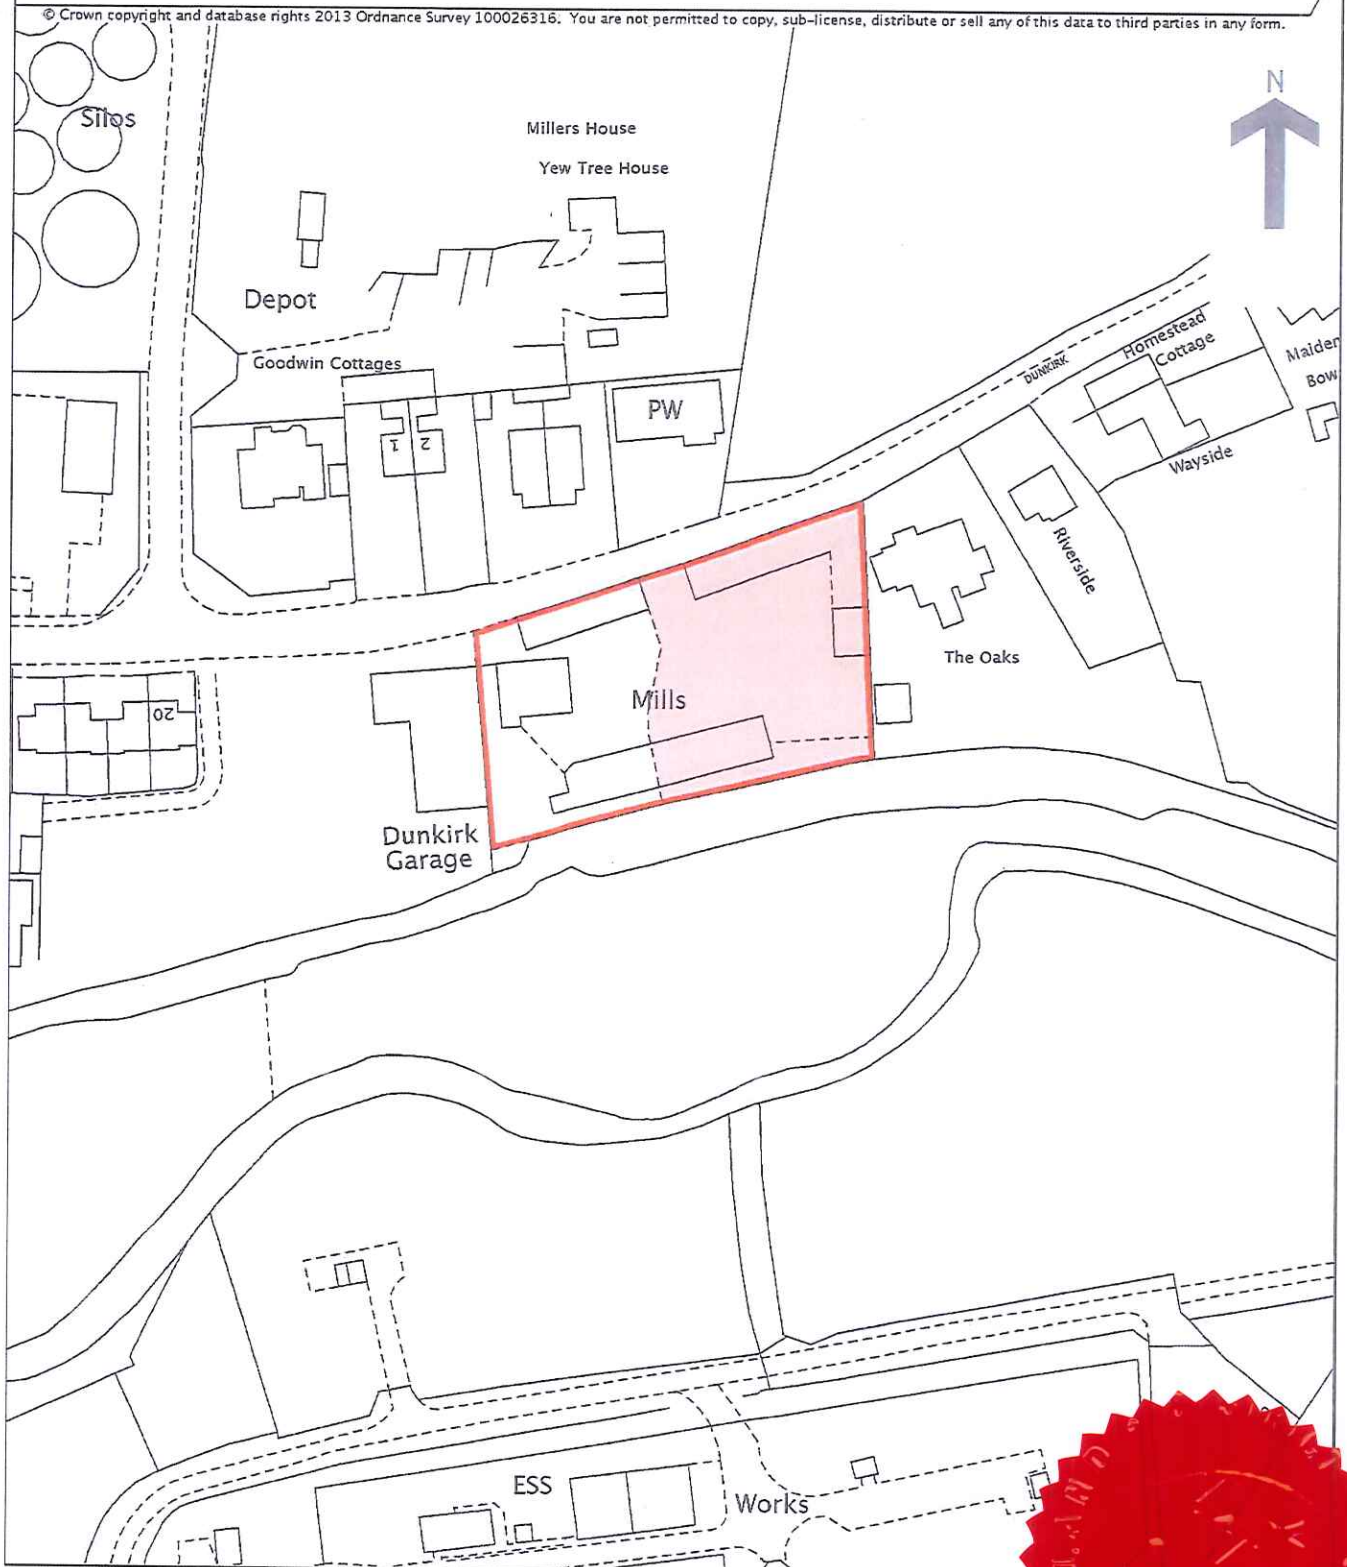 © Crown copyright and database rights 2013 Ordnance Survey 100026316. You are not permitted to copy, sub-license, distribute or sell any of this data to third parties in any form.
N
Silos
Millers House
Yew Tree House
Depot
Goodwin Cottages
PW
1
2
DUNKIRK
Homestead
Cottage
Maiden
Bow
Wayside
Riverside
The Oaks
Mills
20
Dunkirk
Garage
ESS
Works